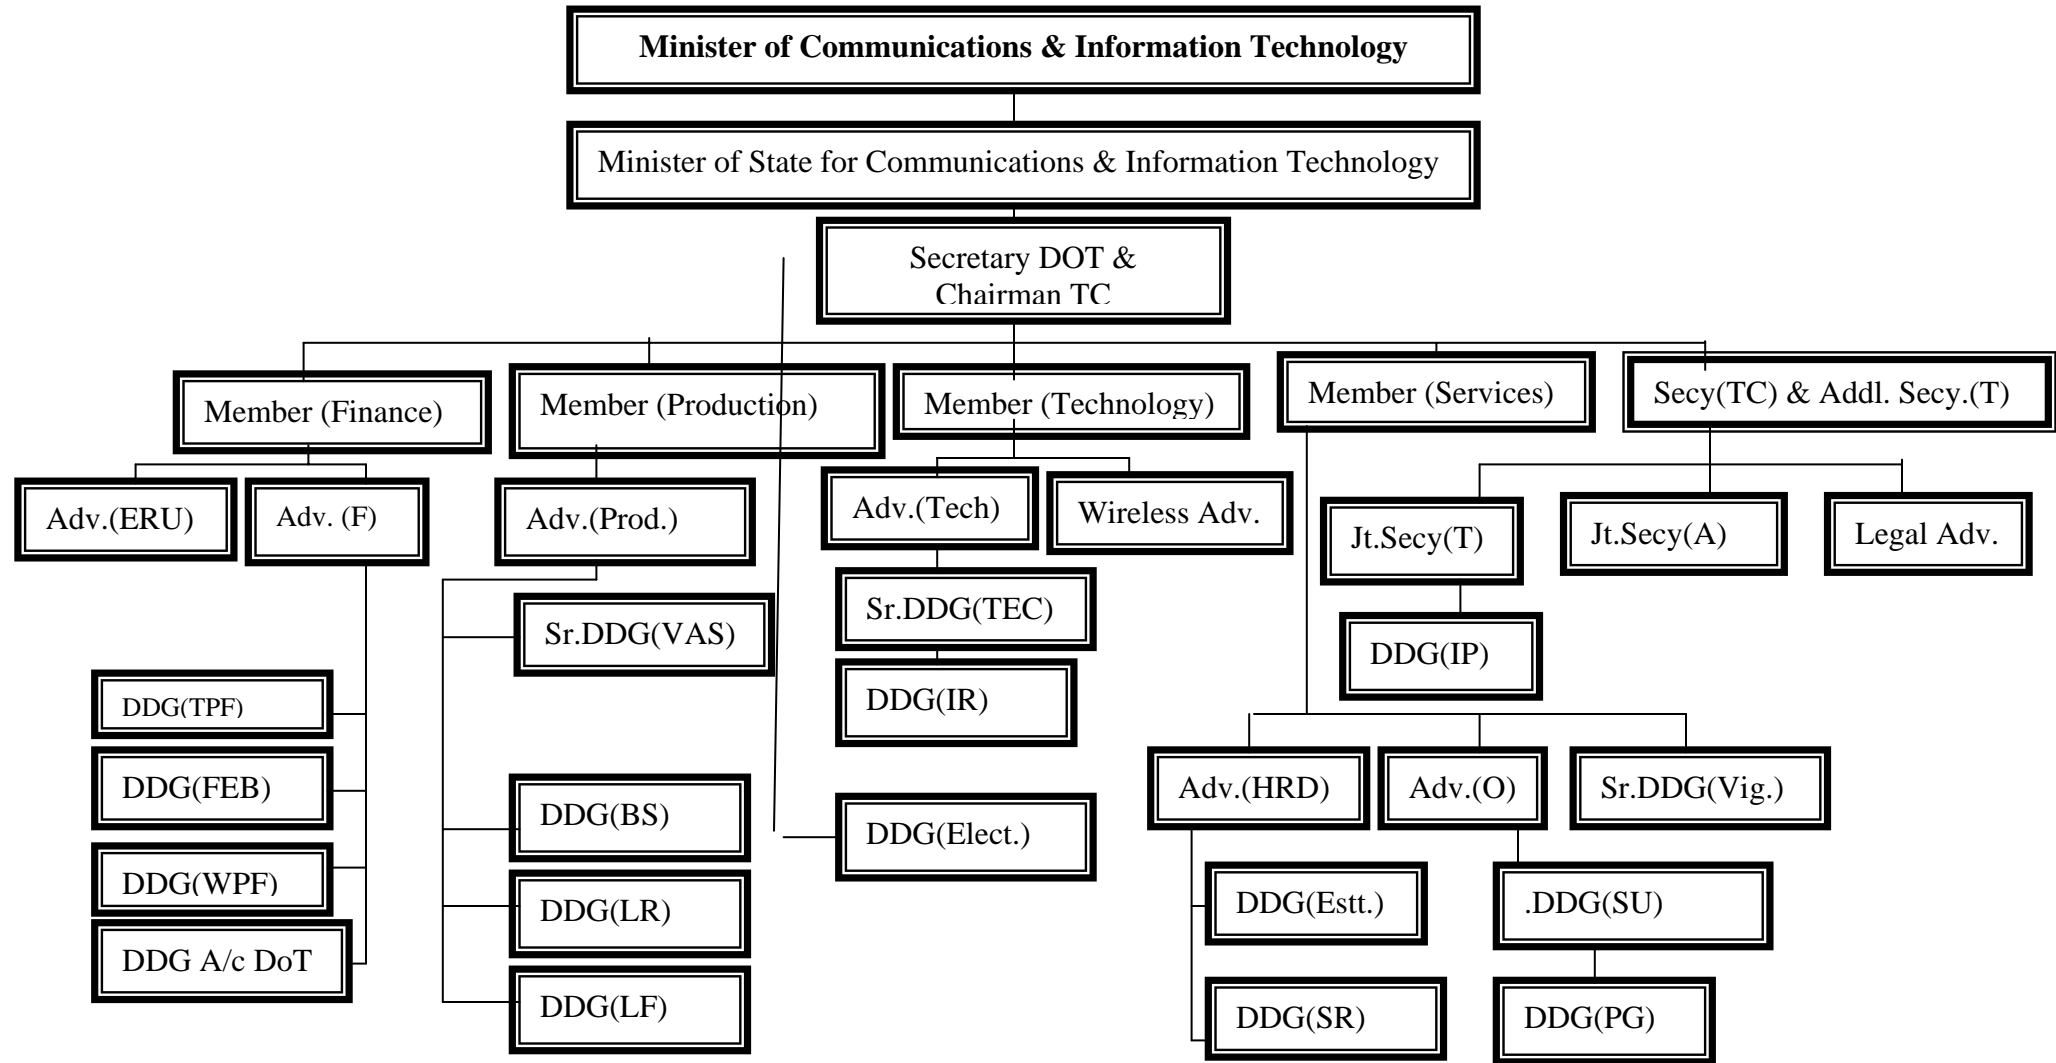 Minister of Communications & Information Technology
Minister of State for Communications & Information Technology
Secretary DOT &
Chairman TC
Member (Finance)
Member (Production)
Member (Technology)
Member (Services)
Secy(TC) & Addl. Secy.(T)
Adv.(ERU)
Adv. (F)
Adv.(Prod.)
Adv.(Tech)
Wireless Adv.
Jt.Secy(T)
Jt.Secy(A)
Legal Adv.
Sr.DDG(VAS)
Sr.DDG(TEC)
DDG(IP)
DDG(TPF)
DDG(IR)
DDG(FEB)
DDG(BS)
DDG(Elect.)
Adv.(HRD)
Adv.(O)
Sr.DDG(Vig.)
DDG(WPF)
DDG(LR)
DDG(Estt.)
.DDG(SU)
DDG A/c DoT
DDG(LF)
DDG(SR)
DDG(PG)